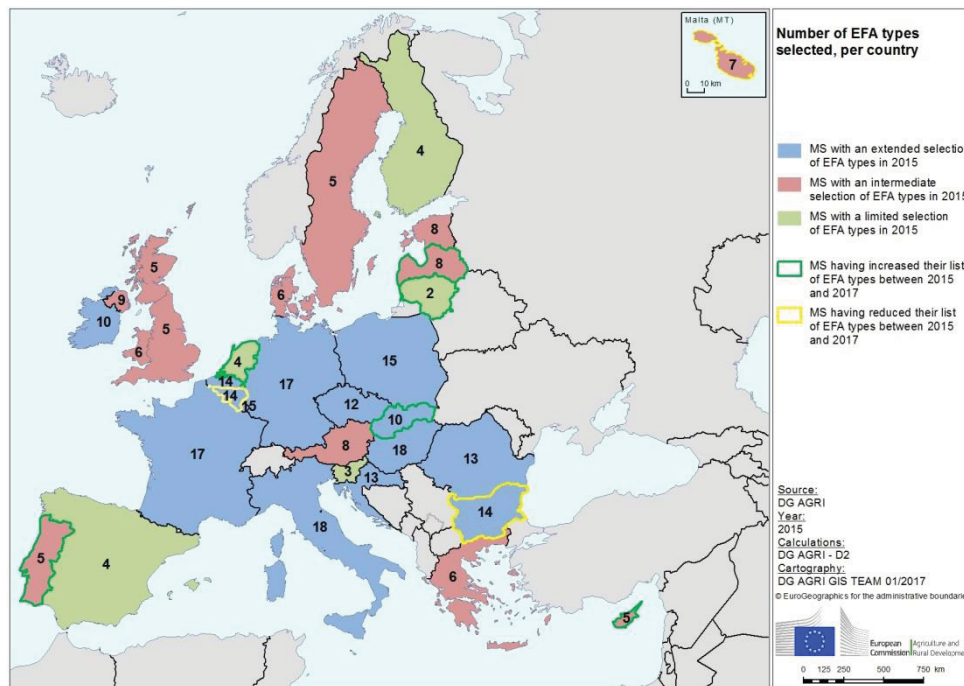 Malta (MT)
7
0 10 km
Number of EFA types
selected, per country
MS with an extended selectio
of EFA types in 2015
MS with an intermediate
selection of EFA types in 2015
MS with a limited selection
of EFA types in 2015
MS having increased their list
of EFA types between 2015
and 2017
MS having reduced their list
of EFA types between 2015
and 2017
4
5
8
8
2
5
9
10
5
6
6
4
14
14
15
17
15
12
10
17
8
18
3
13
13
14
18
5
4
6
5
Source:
DG AGRI
Year:
2015
Calculations:
DG AGRI - D2
Cartography:
DG AGRI GIS TEAM 01/2017
© EuroGeographics for the administrative boundarie
European
Commission
Agriculture and
Rural Developme
0 125 250 500 750 km